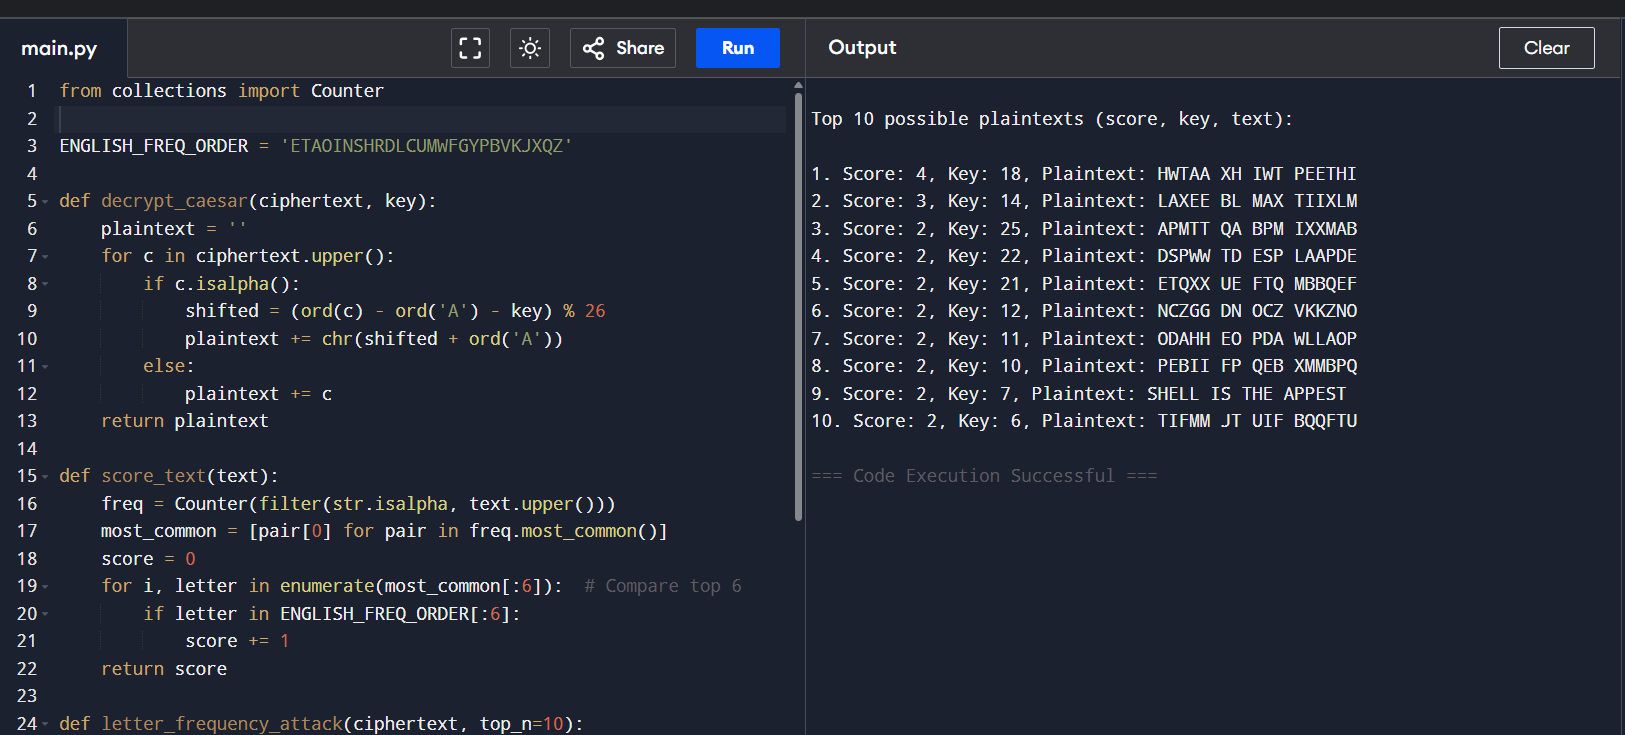 main.py
Share
Run
Output
Clear
1 from collections import Counter
2
3 ENGLISH_FREQ_ORDER = 'ETAOINSHRDLCUMWFGYPBVKJXQZ'
4
5 def decrypt_caesar(ciphertext, key):
6     plaintext = ''
7     for c in ciphertext.upper():
8         if c.isalpha():
9             shifted = (ord(c) - ord('A') - key) % 26
10             plaintext += chr(shifted + ord('A'))
11         else:
12             plaintext += c
13     return plaintext
14
15 def score_text(text):
16     freq = Counter(filter(str.isalpha, text.upper()))
17     most_common = [pair[0] for pair in freq.most_common()]
18     score = 0
19     for i, letter in enumerate(most_common[:6]):  # Compare top 6
20         if letter in ENGLISH_FREQ_ORDER[:6]:
21             score += 1
22     return score
23
24 def letter_frequency_attack(ciphertext, top_n=10):
Top 10 possible plaintexts (score, key, text):
1. Score: 4, Key: 18, Plaintext: HWTAA XH IWT PEETHI
2. Score: 3, Key: 14, Plaintext: LAXEE BL MAX TIIXLM
3. Score: 2, Key: 25, Plaintext: APMTT QA BPM IXXMAB
4. Score: 2, Key: 22, Plaintext: DSPWW TD ESP LAAPDE
5. Score: 2, Key: 21, Plaintext: ETQXX UE FTQ MBBQEF
6. Score: 2, Key: 12, Plaintext: NCZGG DN OCZ VKKZNO
7. Score: 2, Key: 11, Plaintext: ODAHH EO PDA WLLAOP
8. Score: 2, Key: 10, Plaintext: PEBII FP QEB XMMBPQ
9. Score: 2, Key: 7, Plaintext: SHELL IS THE APPEST
10. Score: 2, Key: 6, Plaintext: TIFMM JT UIF BQQFTU
=== Code Execution Successful ===